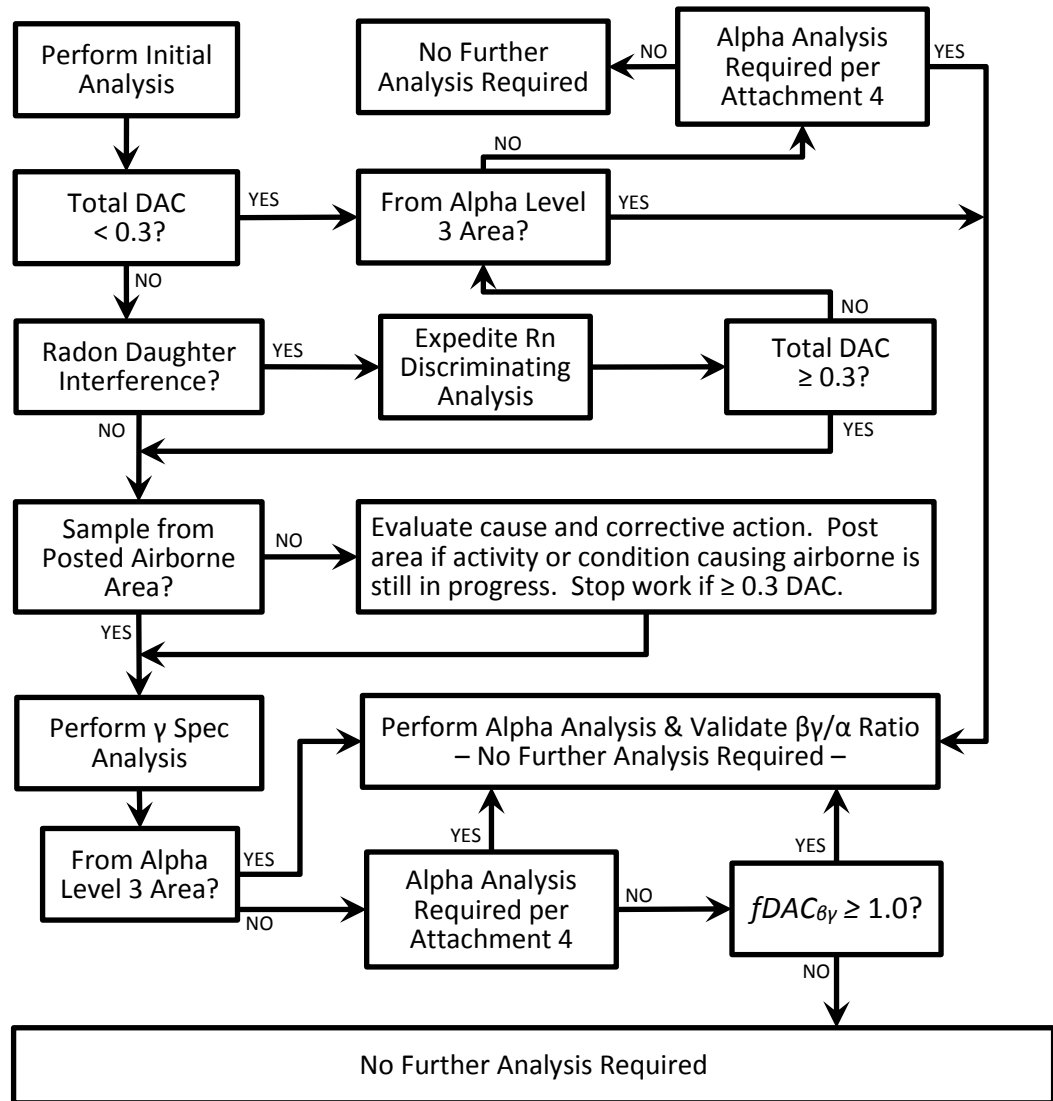 Perform Initial
Analysis
No Further
Analysis Required
NO
Alpha Analysis
Required per
Attachment 4
YES
NO
Total DAC
< 0.3?
YES
From Alpha Level
3 Area?
YES
NO
NO
Radon Daughter
Interference?
YES
Expedite Rn
Discriminating
Analysis
Total DAC
≥ 0.3?
NO
YES
Sample from
Posted Airborne
Area?
NO
Evaluate cause and corrective action.  Post
area if activity or condition causing airborne is
still in progress.  Stop work if ≥ 0.3 DAC.
YES
Perform γ Spec
Analysis
Perform Alpha Analysis & Validate βγ/α Ratio
– No Further Analysis Required –
From Alpha
Level 3 Area?
YES
NO
YES
Alpha Analysis
Required per
Attachment 4
NO
YES
fDACβγ ≥ 1.0?
NO
No Further Analysis Required